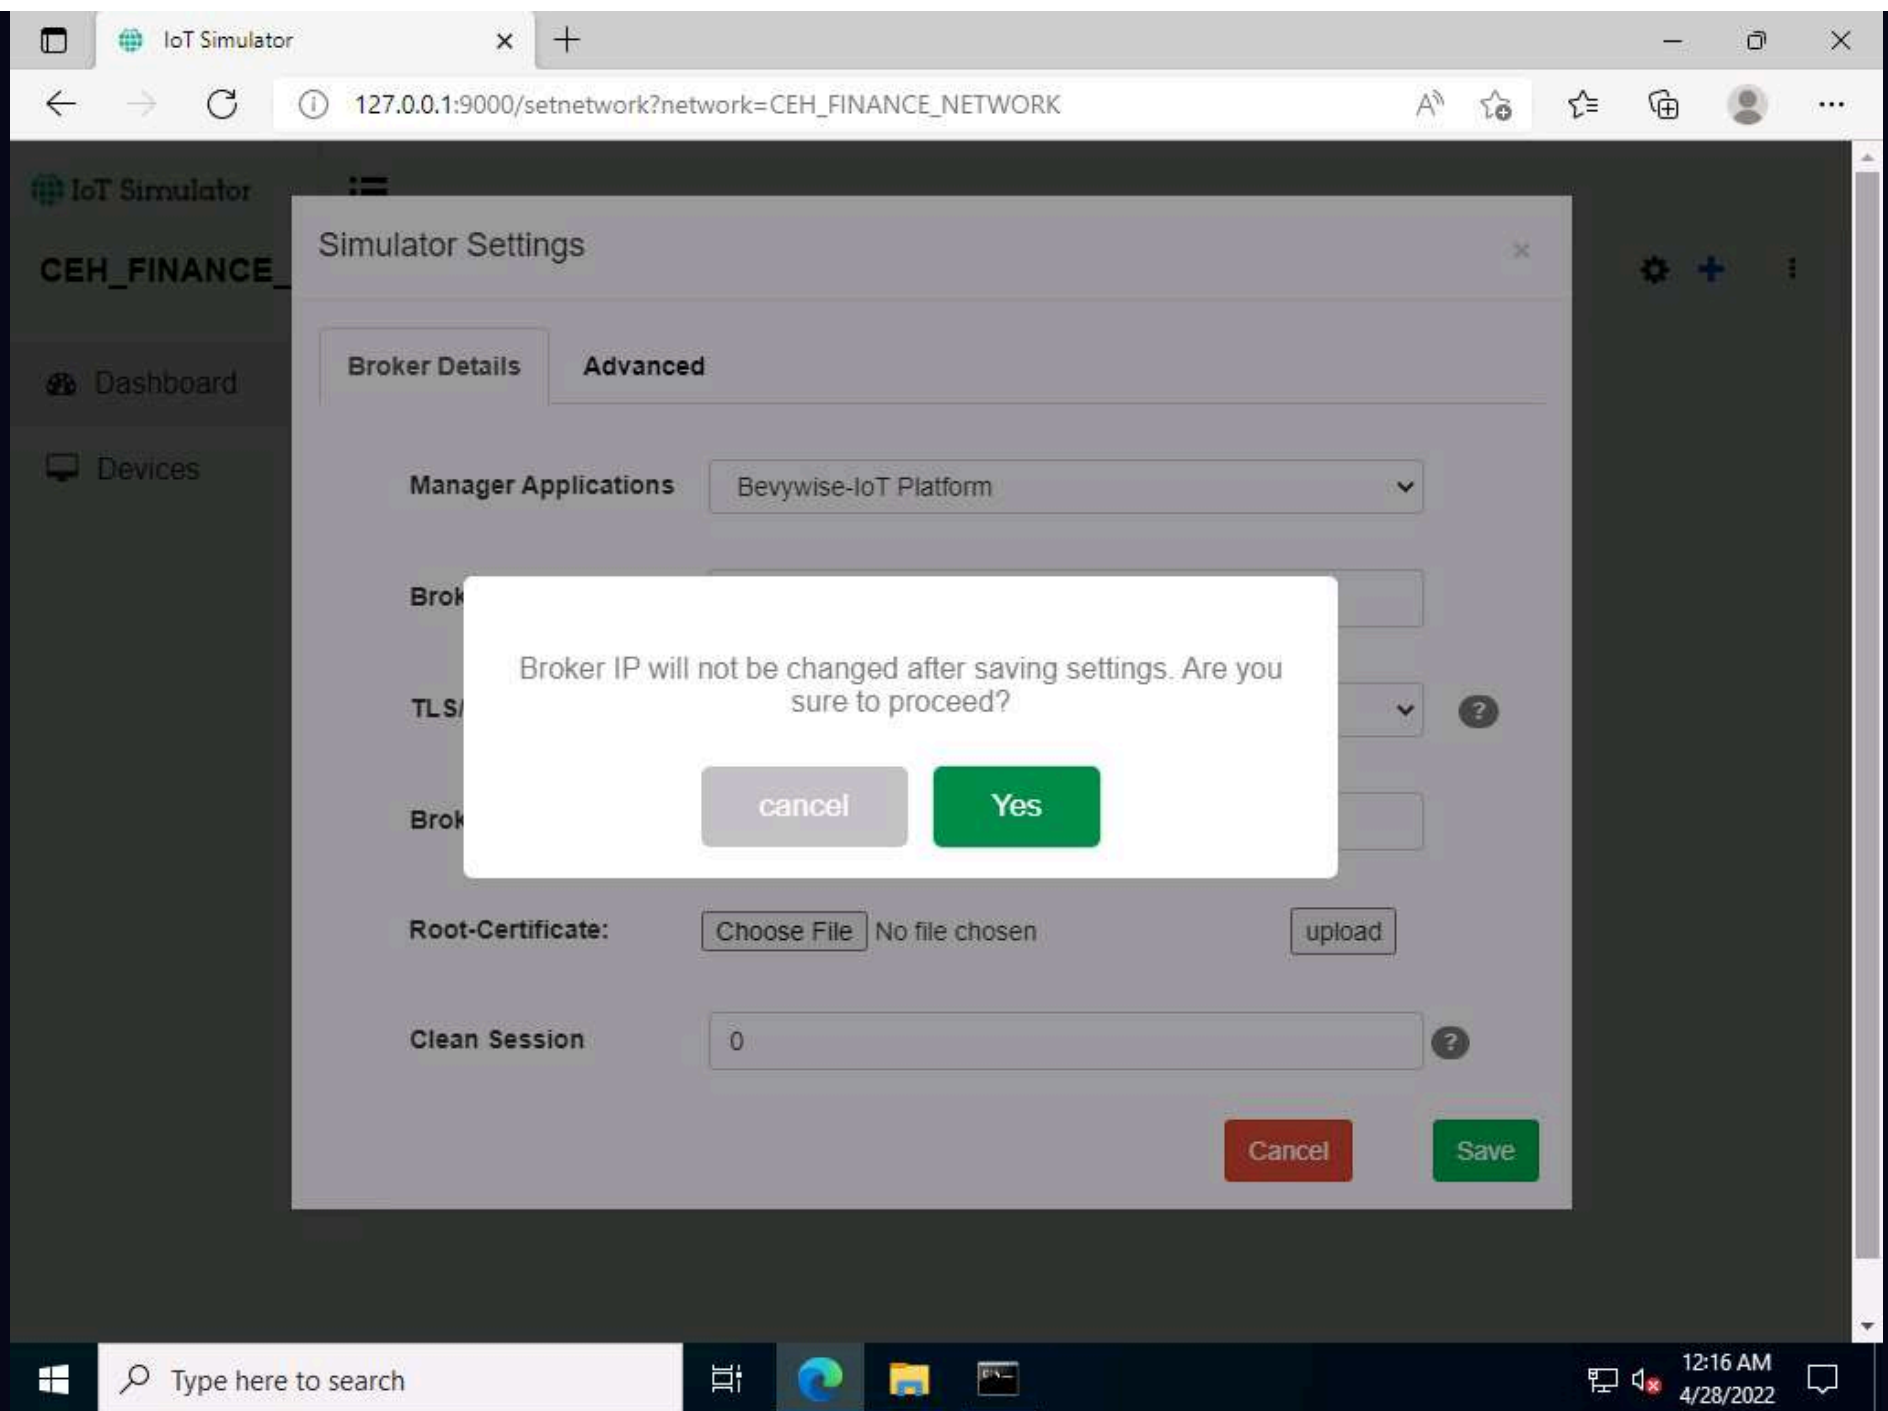 IoT Simulator
127.0.0.1:9000/setnetwork?network=CEH_FINANCE_NETWORK
IoT Simulator
CEH_FINANCE_
Dashboard
Devices
Simulator Settings
Broker Details
Advanced
Manager Applications
Bevywise-IoT Platform
Brok
TLS/
Brok
Broker IP will not be changed after saving settings. Are you
sure to proceed?
cancel
Yes
Root-Certificate:
Choose File
No file chosen
upload
Clean Session
0
Cancel
Save
Type here to search
12:16 AM
4/28/2022